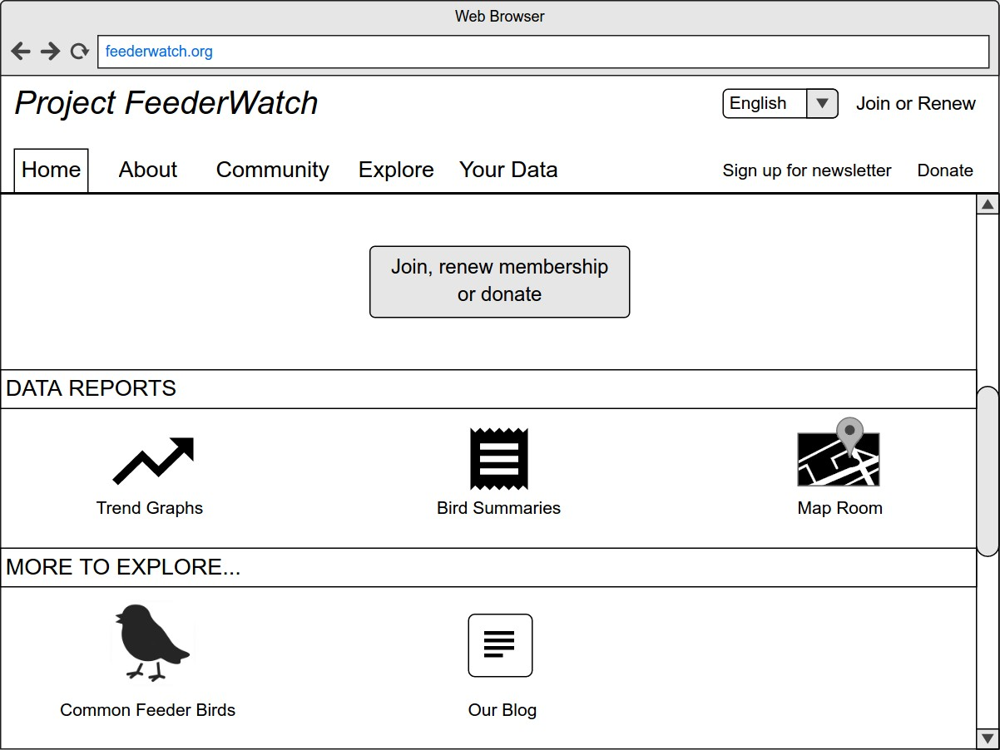 Web Browser
feederwatch.org
Project FeederWatch
English
Join or Renew
Home
About
Community
Explore
Your Data
Sign up for newsletter
Donate
Join, renew membership
or donate
DATA REPORTS
Trend Graphs
Bird Summaries
Map Room
MORE TO EXPLORE...
Common Feeder Birds
Our Blog